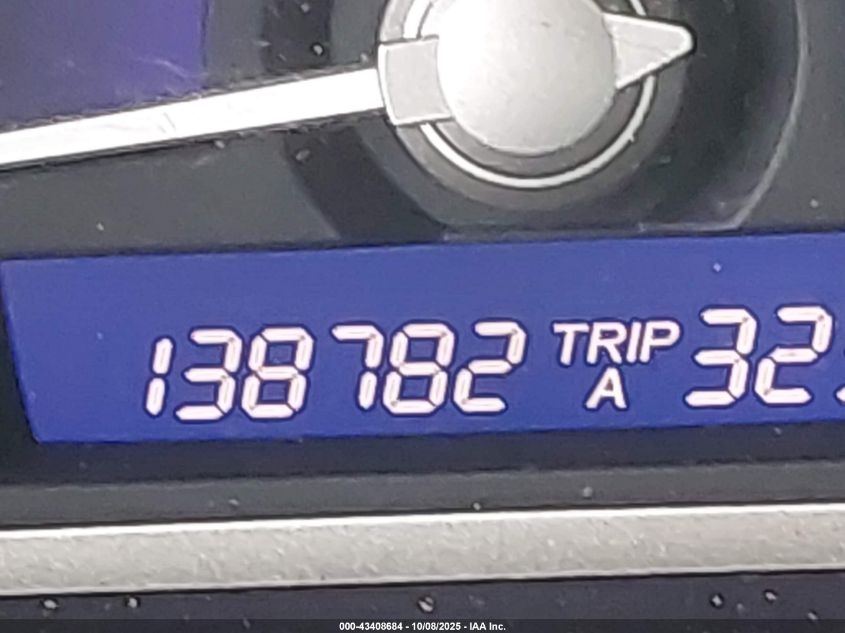 138782 TRIP A 32
000-43408684 - 10/08/2025 - IAA Inc.